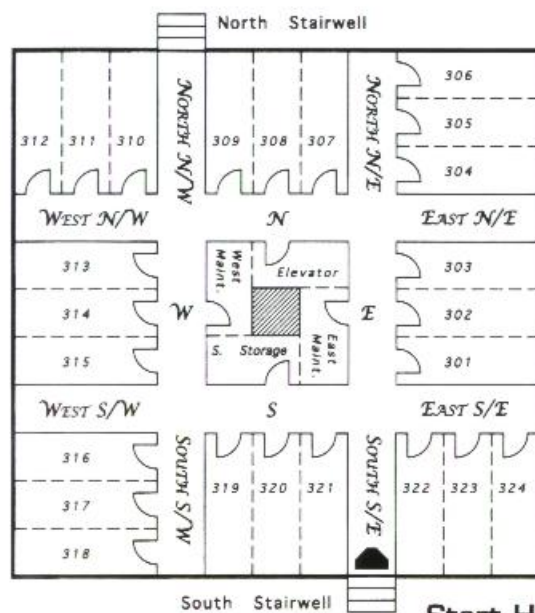 North Stairwell
312 311 310
NORTH N/W
309 308 307
NORTH N/E
306
305
304
WEST N/W
N
EAST N/E
313
314
315
W
West Maint.
Elevator
S. Storage
East Maint.
E
303
302
301
WEST S/W
S
EAST S/E
316
317
318
SOUTH S/W
319 320 321
SOUTH S/E
322 323 324
South Stairwell
Start